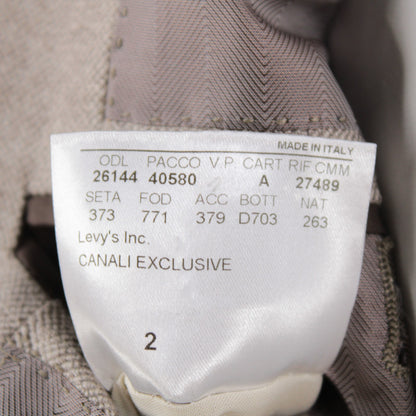 MADE IN ITALY
ODL PACCO V.P. CART RIF CMM
26144 40580 A 27489
SETA FOD ACC BOTT NAT
373 771 379 D703 263
Levy's Inc.
CANALI EXCLUSIVE
2